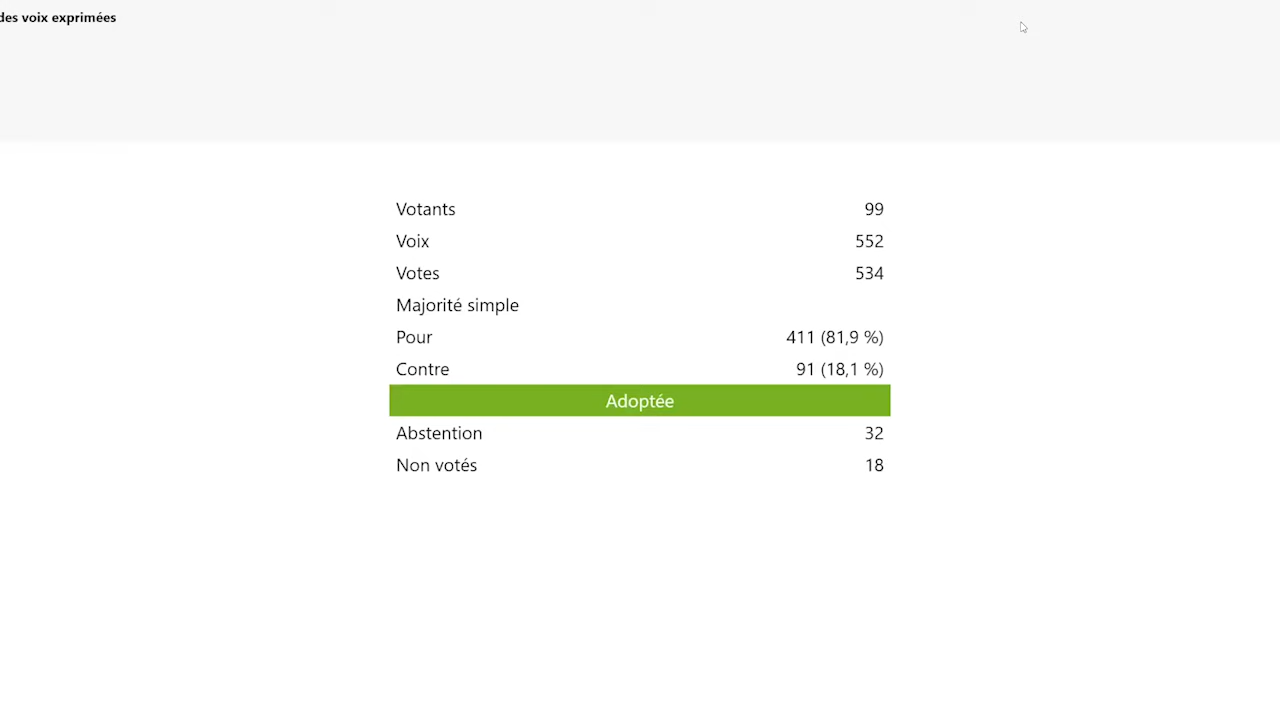 des voix exprimées
Votants 99
Voix 552
Votes 534
Majorité simple
Pour 411 (81,9 %)
Contre 91 (18,1 %)
Adoptée
Abstention 32
Non votés 18